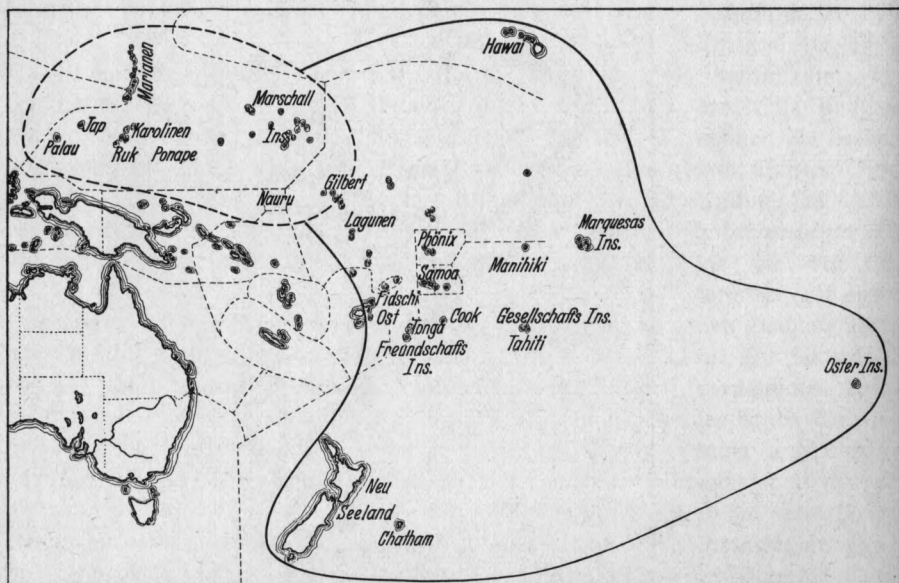 Hawai
Marianen
Marschall
Ins.
Jap
Karolinen
Palau
Ruk Ponape
Nauru
Gilbert
Lagunen
Phönix
Marquesas
Ins.
Manihiki
Samoa
Fidschi
Ost
Cook
Tonga
Freundschafts
Ins.
Gesellschafts Ins.
Tahiti
Oster Ins.
Neu
Seeland
Chatham